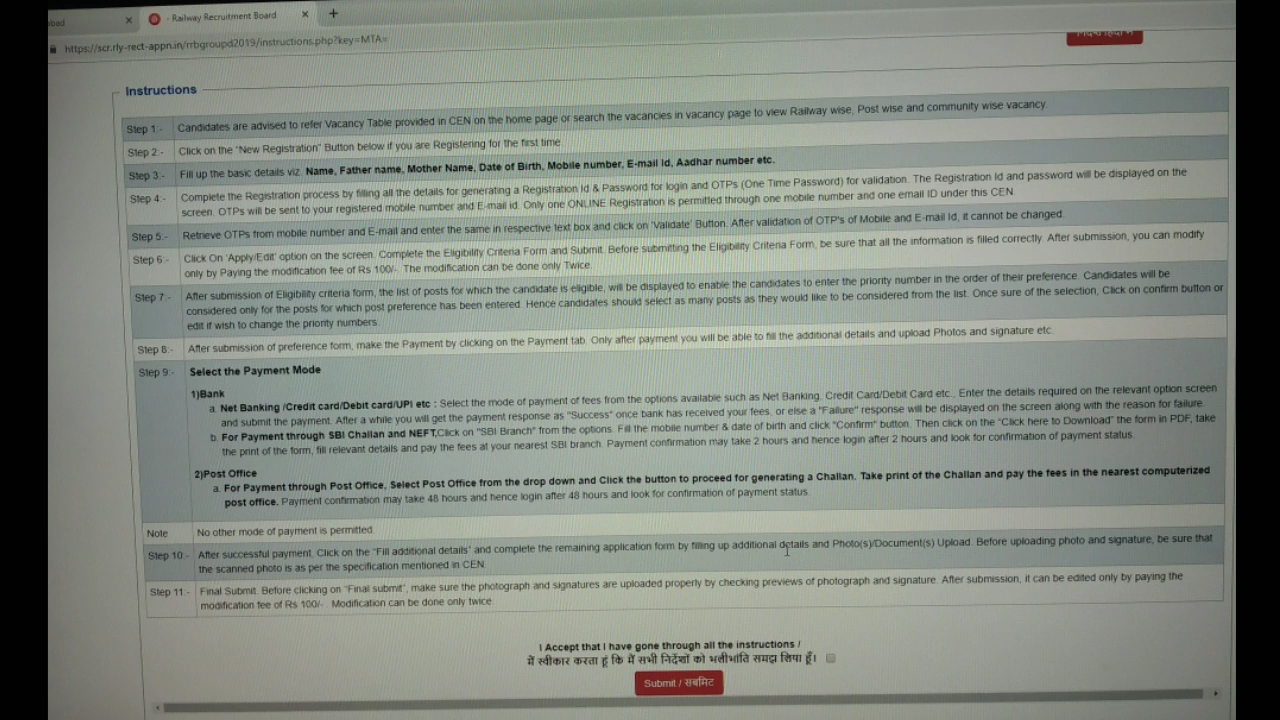 bad
- Railway Recruitment Board
https://scr.rly-rect-appn.in/rrbgroupd2019/instructions.php?key=MTA=
Instructions
Step 1:- Candidates are advised to refer Vacancy Table provided in CEN on the home page or search the vacancies in vacancy page to view Railway wise, Post wise and community wise vacancy.
Step 2:- Click on the "New Registration" Button below if you are Registering for the first time
Step 3:- Fill up the basic details viz. Name, Father name, Mother Name, Date of Birth, Mobile number, E-mail Id, Aadhar number etc.
Step 4:- Complete the Registration process by filling all the details for generating a Registration Id & Password for login and OTPs (One Time Password) for validation. The Registration Id and password will be displayed on the
screen. OTPs will be sent to your registered mobile number and E-mail id. Only one ONLINE Registration is permitted through one mobile number and one email ID under this CEN.
Step 5:- Retrieve OTPs from mobile number and E-mail and enter the same in respective text box and click on 'Validate' Button. After validation of OTP's of Mobile and E-mail Id, it cannot be changed.
Step 6:- Click On 'Apply/Edit' option on the screen. Complete the Eligibility Criteria Form and Submit. Before submitting the Eligibility Criteria Form, be sure that all the information is filled correctly. After submission, you can modify
only by Paying the modification fee of Rs 100/-. The modification can be done only Twice.
Step 7:- After submission of Eligibility criteria form, the list of posts for which the candidate is eligible, will be displayed to enable the candidates to enter the priority number in the order of their preference. Candidates will be
considered only for the posts for which post preference has been entered. Hence candidates should select as many posts as they would like to be considered from the list. Once sure of the selection, Click on confirm button or
edit if wish to change the priority numbers.
Step 8:- After submission of preference form, make the Payment by clicking on the Payment tab. Only after payment you will be able to fill the additional details and upload Photos and signature etc.
Step 9:- Select the Payment Mode
1)Bank
a. Net Banking /Credit card/Debit card/UPI etc : Select the mode of payment of fees from the options available such as Net Banking, Credit Card/Debit Card etc., Enter the details required on the relevant option screen
and submit the payment. After a while you will get the payment response as "Success" once bank has received your fees, or else a "Failure" response will be displayed on the screen along with the reason for failure.
b. For Payment through SBI Challan and NEFT,Click on "SBI Branch" from the options. Fill the mobile number & date of birth and click "Confirm" button. Then click on the "Click here to Download" the form in PDF, take
the print of the form, fill relevant details and pay the fees at your nearest SBI branch. Payment confirmation may take 2 hours and hence login after 2 hours and look for confirmation of payment status.
2)Post Office
a. For Payment through Post Office, Select Post Office from the drop down and Click the button to proceed for generating a Challan. Take print of the Challan and pay the fees in the nearest computerized
post office. Payment confirmation may take 48 hours and hence login after 48 hours and look for confirmation of payment status.
Note No other mode of payment is permitted.
Step 10:- After successful payment, Click on the "Fill additional details" and complete the remaining application form by filling up additional details and Photo(s)/Document(s) Upload. Before uploading photo and signature, be sure that
the scanned photo is as per the specification mentioned in CEN.
Step 11:- Final Submit. Before clicking on "Final submit", make sure the photograph and signatures are uploaded properly by checking previews of photograph and signature. After submission, it can be edited only by paying the
modification fee of Rs 100/- . Modification can be done only twice
I Accept that I have gone through all the instructions /
में स्वीकार करता हूं कि में सभी निर्देशों को भलीभांति समझ लिया हूँ।
Submit / सबमिट